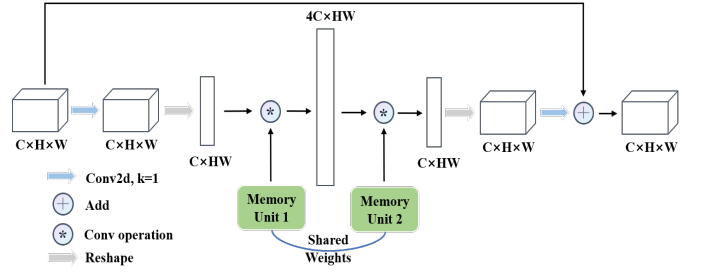 4C×HW
C×H×W
C×H×W
C×HW
*
*
C×HW
C×H×W
+
C×H×W
Conv2d, k=1
Memory
Unit 1
Memory
Unit 2
+
Add
*
Conv operation
Shared
Weights
Reshape